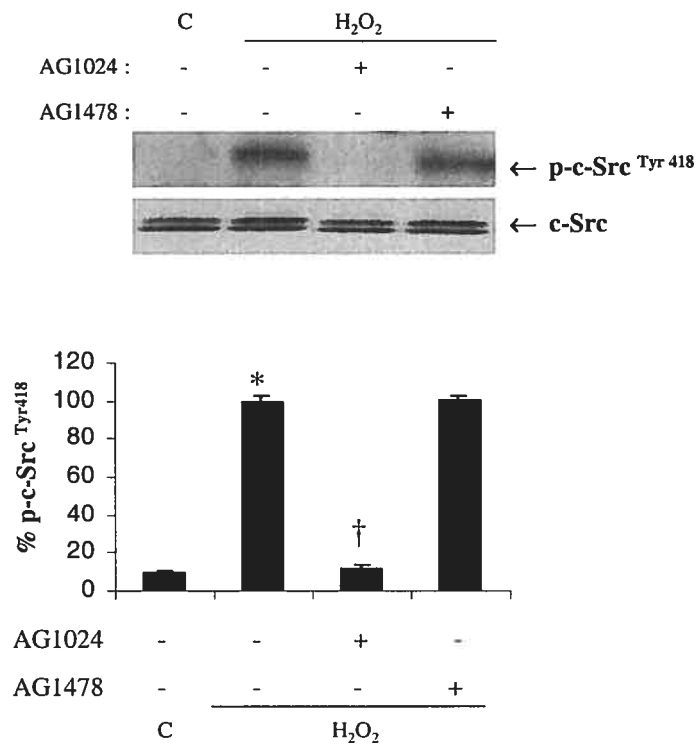 C H₂O₂
AG1024 : - - + -
AG1478 : - - - +
← p-c-Src Tyr 418
← c-Src
120
100
80
60
40
20
0
% p-c-Src Tyr418
*
†
AG1024 - - + -
AG1478 - - - +
C H₂O₂